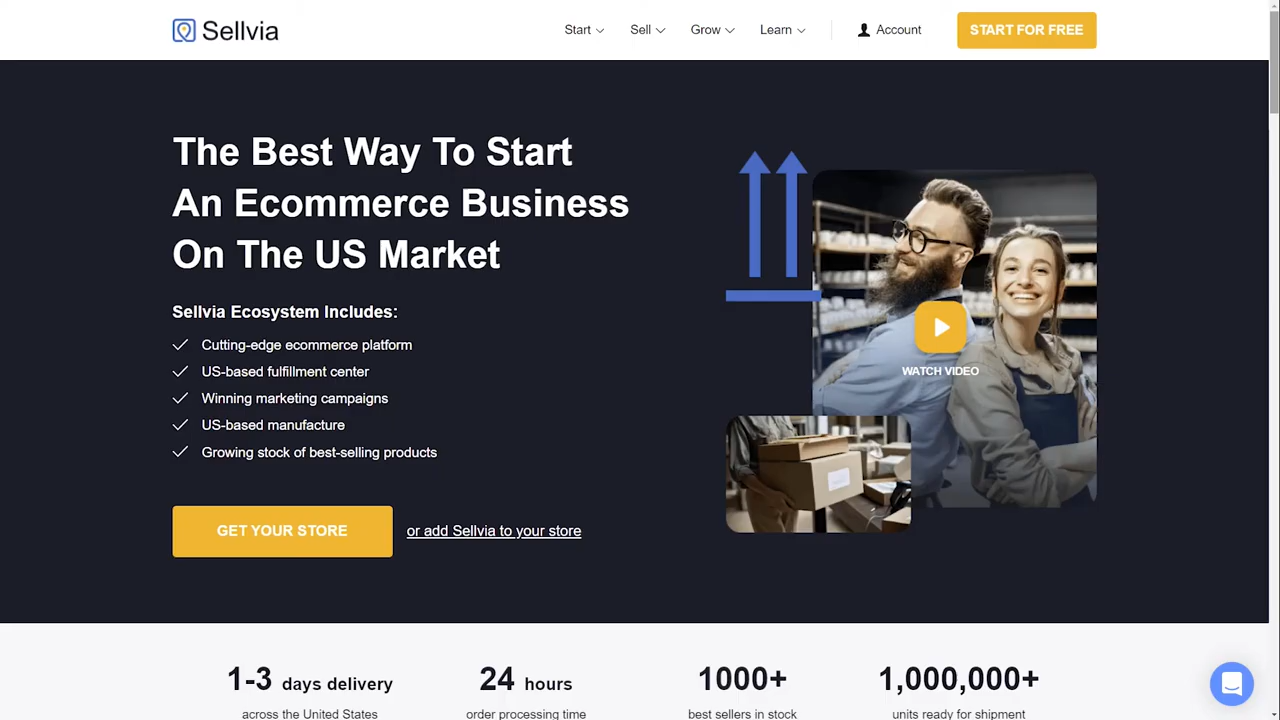 Sellvia
Start
Sell
Grow
Learn
Account
START FOR FREE
The Best Way To Start
An Ecommerce Business
On The US Market
Sellvia Ecosystem Includes:
Cutting-edge ecommerce platform
US-based fulfillment center
Winning marketing campaigns
US-based manufacture
Growing stock of best-selling products
WATCH VIDEO
GET YOUR STORE
or add Sellvia to your store
1-3 days delivery
across the United States
24 hours
order processing time
1000+
best sellers in stock
1,000,000+
units ready for shipment